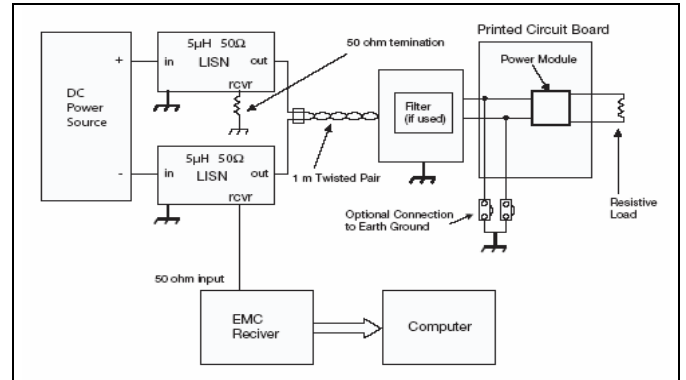 DC
Power
Source
+
-
5µH 50Ω
in LISN out
rcvr
5µH 50Ω
in LISN out
rcvr
50 ohm temination
1 m Twisted Pair
Filter
(if used)
Printed Circuit Board
Power Module
Resistive
Load
Optional Connection
to Earth Ground
50 ohm input
EMC
Reciver
Computer